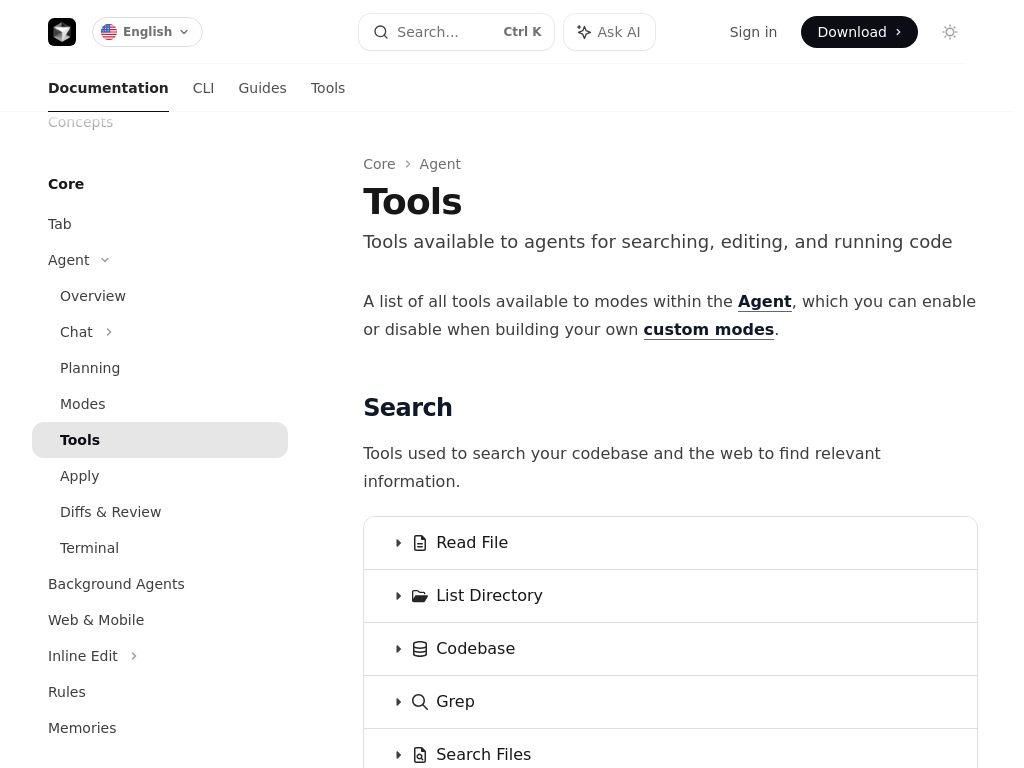 English
Search...
Ctrl K
Ask AI
Sign in
Download
Documentation
CLI
Guides
Tools
Concepts
Core
Tab
Agent
Overview
Chat
Planning
Modes
Tools
Apply
Diffs & Review
Terminal
Background Agents
Web & Mobile
Inline Edit
Rules
Memories
Core
Agent
Tools
Tools available to agents for searching, editing, and running code
A list of all tools available to modes within the Agent, which you can enable
or disable when building your own custom modes.
Search
Tools used to search your codebase and the web to find relevant
information.
Read File
List Directory
Codebase
Grep
Search Files